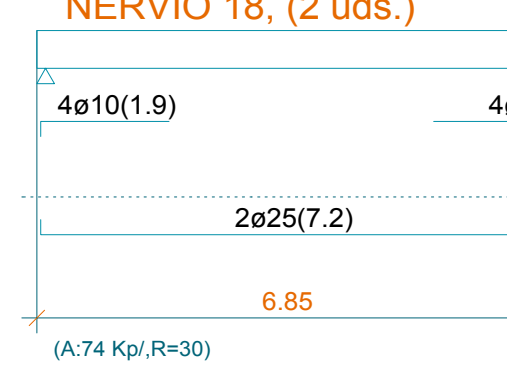 NERVIO 18, (2 uds.)
4ø10(1.9)
2ø25(7.2)
6.85
(A:74 Kp/,R=30)